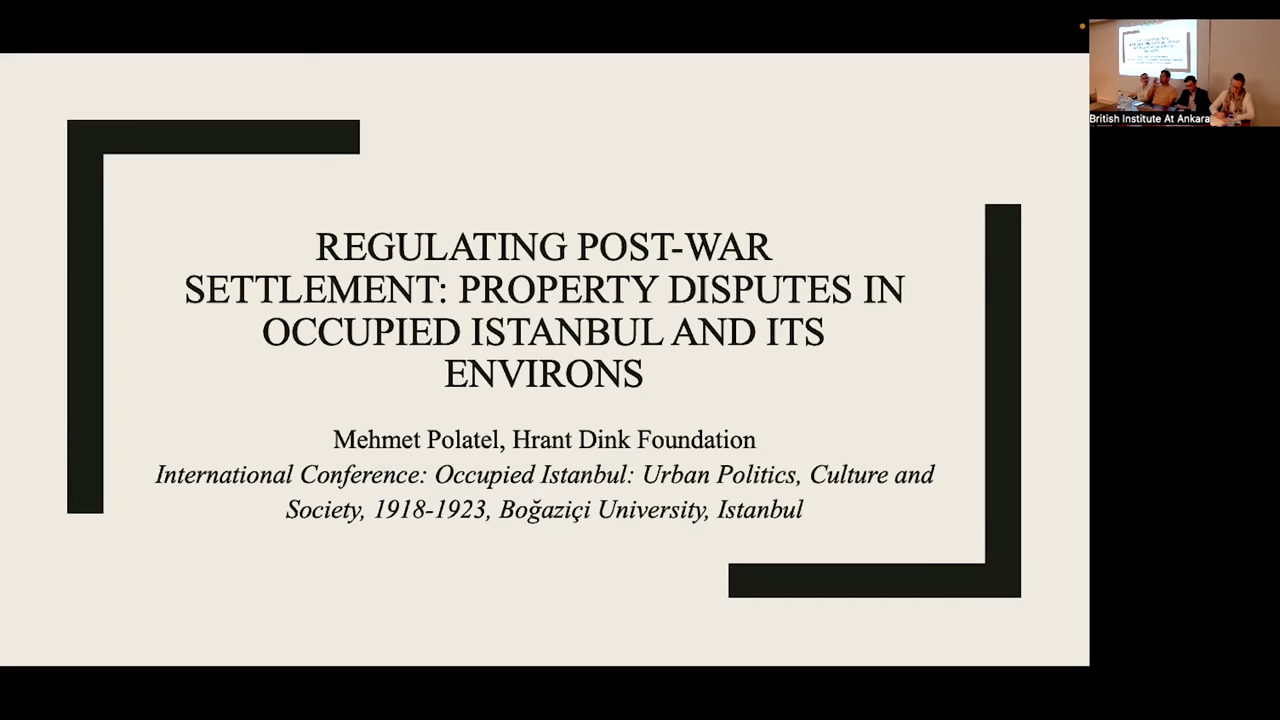 REGULATING POST-WAR
SETTLEMENT: PROPERTY DISPUTES IN
OCCUPIED ISTANBUL AND ITS
ENVIRONS
Mehmet Polatel, Hrant Dink Foundation
International Conference: Occupied Istanbul: Urban Politics, Culture and
Society, 1918-1923, Boğaziçi University, Istanbul
British Institute At Ankara